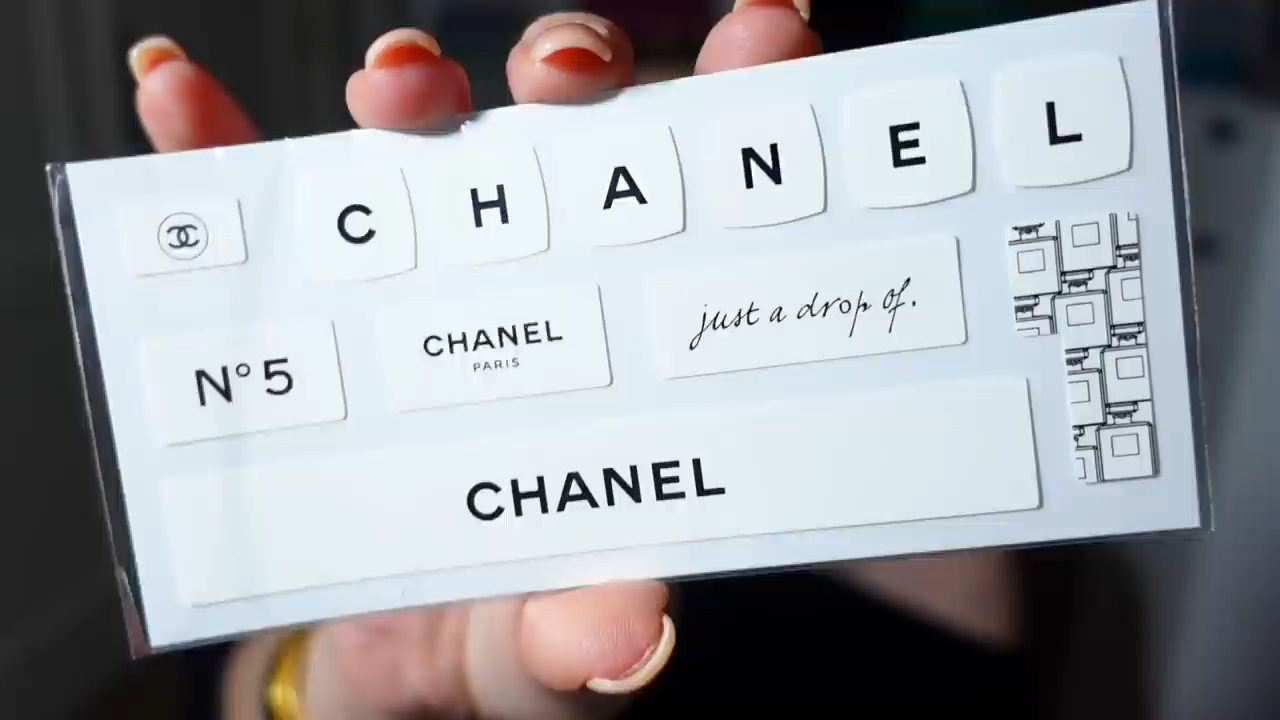 C H A N E L
N°5
CHANEL
PARIS
just a drop of.
CHANEL